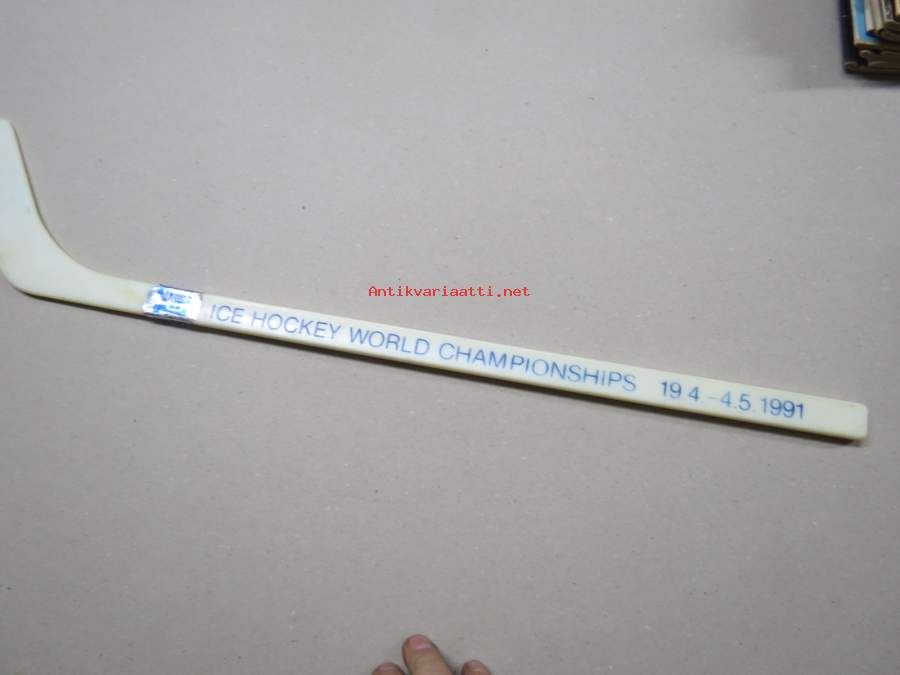 Antikvariaatti.net
ICE HOCKEY WORLD CHAMPIONSHIPS 19.4 - 4.5.1991